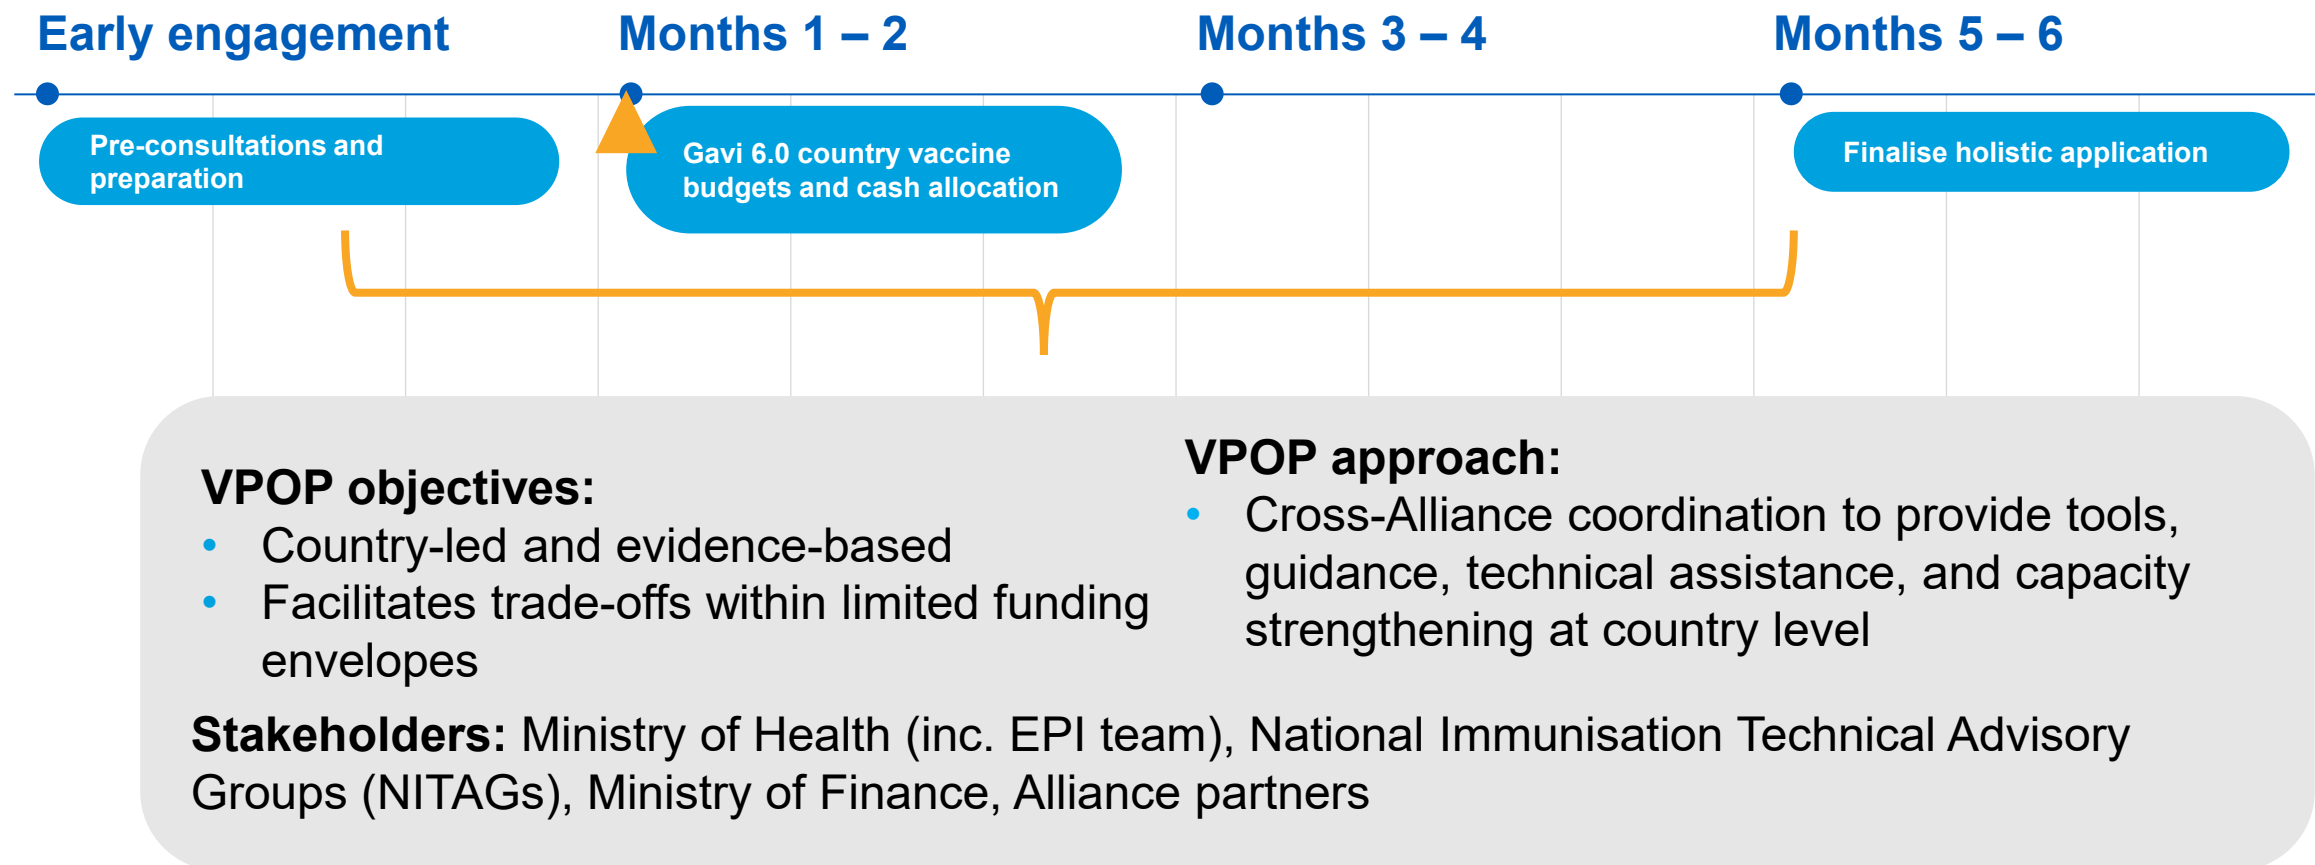 Early engagement
Months 1 – 2
Months 3 – 4
Months 5 – 6
Pre-consultations and
preparation
Gavi 6.0 country vaccine
budgets and cash allocation
Finalise holistic application
VPOP objectives:
• Country-led and evidence-based
• Facilitates trade-offs within limited funding
envelopes
VPOP approach:
• Cross-Alliance coordination to provide tools,
guidance, technical assistance, and capacity
strengthening at country level
Stakeholders: Ministry of Health (inc. EPI team), National Immunisation Technical Advisory
Groups (NITAGs), Ministry of Finance, Alliance partners